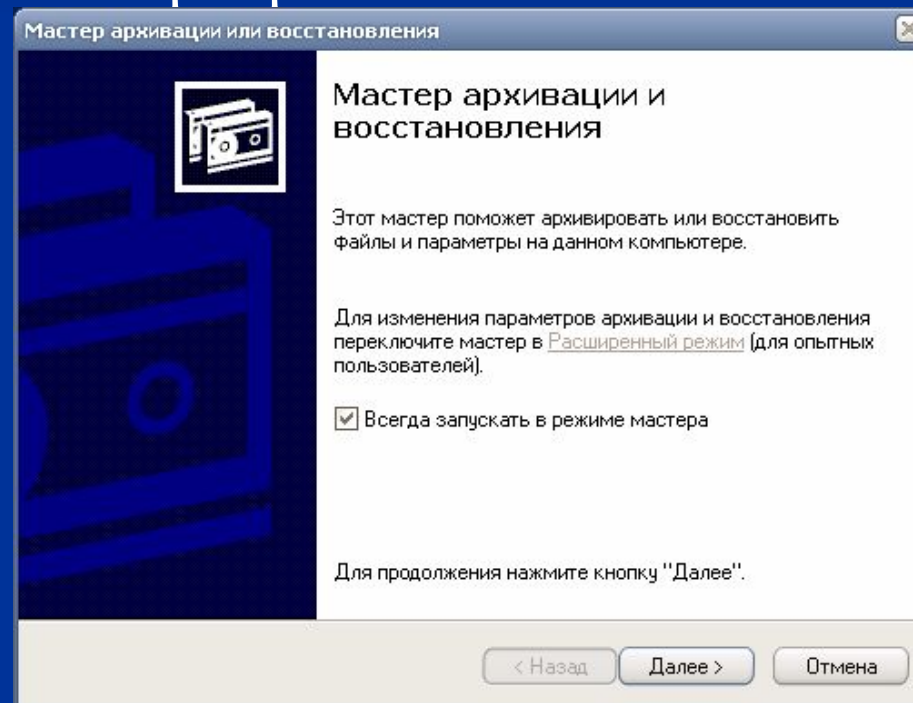 Мастер архивации или восстановления
Мастер архивации и
восстановления
Этот мастер поможет архивировать или восстановить
файлы и параметры на данном компьютере.
Для изменения параметров архивации и восстановления
переключите мастер в Расширенный режим (для опытных
пользователей).
Всегда запускать в режиме мастера
Для продолжения нажмите кнопку "Далее".
< Назад Далее > Отмена